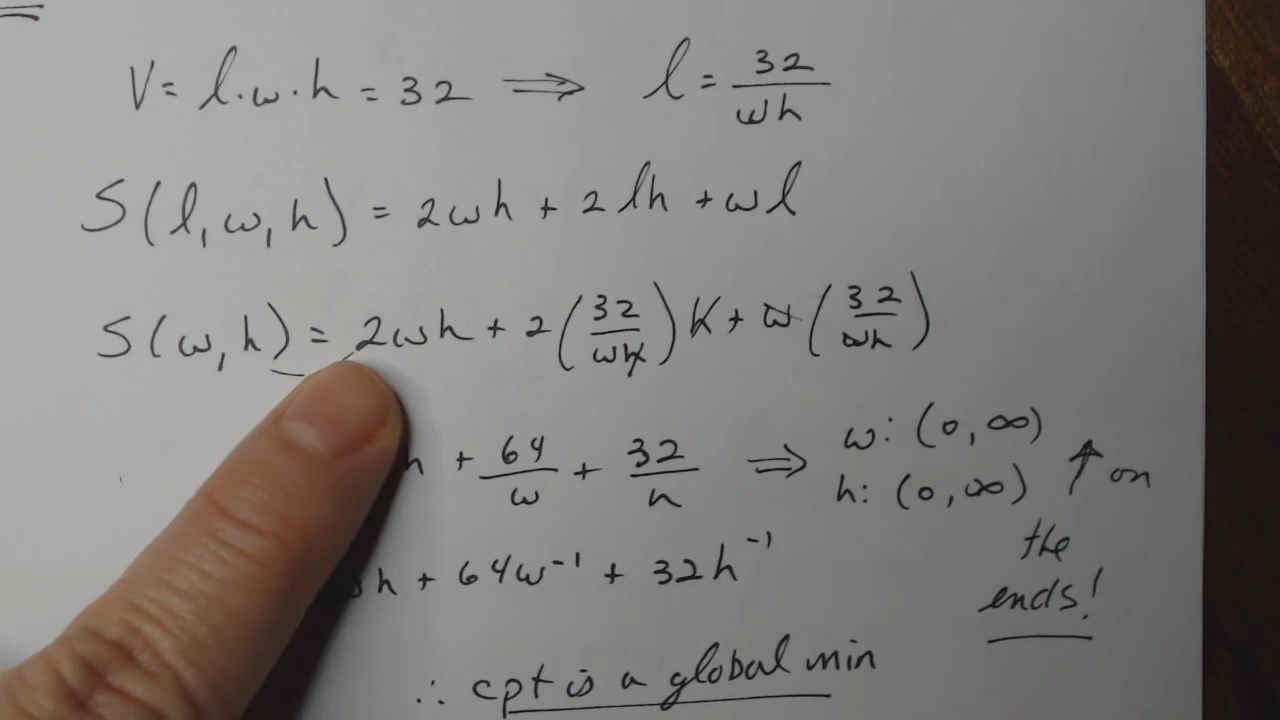 V = l·w·h = 32 ⟹ l = 32/wh
S(l, w, h) = 2wh + 2lh + wl
S(w, h) = 2wh + 2(32/wh)h + w(32/wh)
h + 64/w + 32/h ⟹ w: (0, ∞)
h: (0, ∞) ↑ on
the
ends!
h + 64w⁻¹ + 32h⁻¹
∴ cpt is a global min